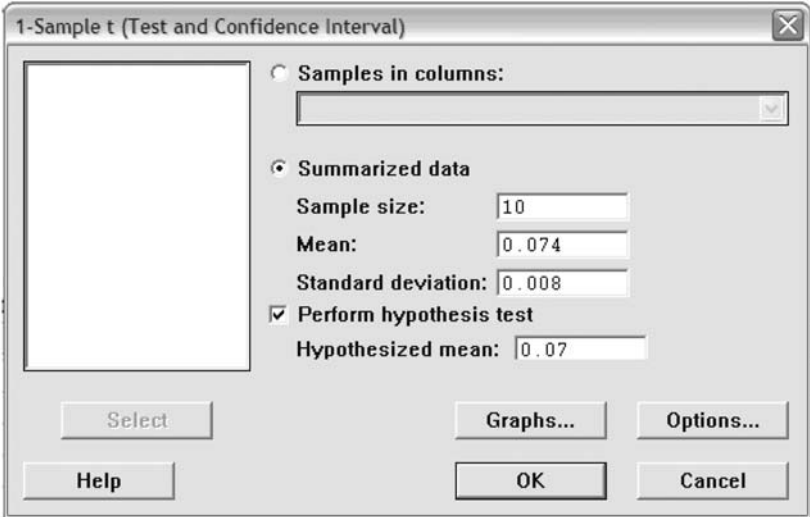 1-Sample t (Test and Confidence Interval)
Samples in columns:
Summarized data
Sample size: 10
Mean: 0.074
Standard deviation: 0.008
Perform hypothesis test
Hypothesized mean: 0.07
Select Graphs... Options...
Help OK Cancel